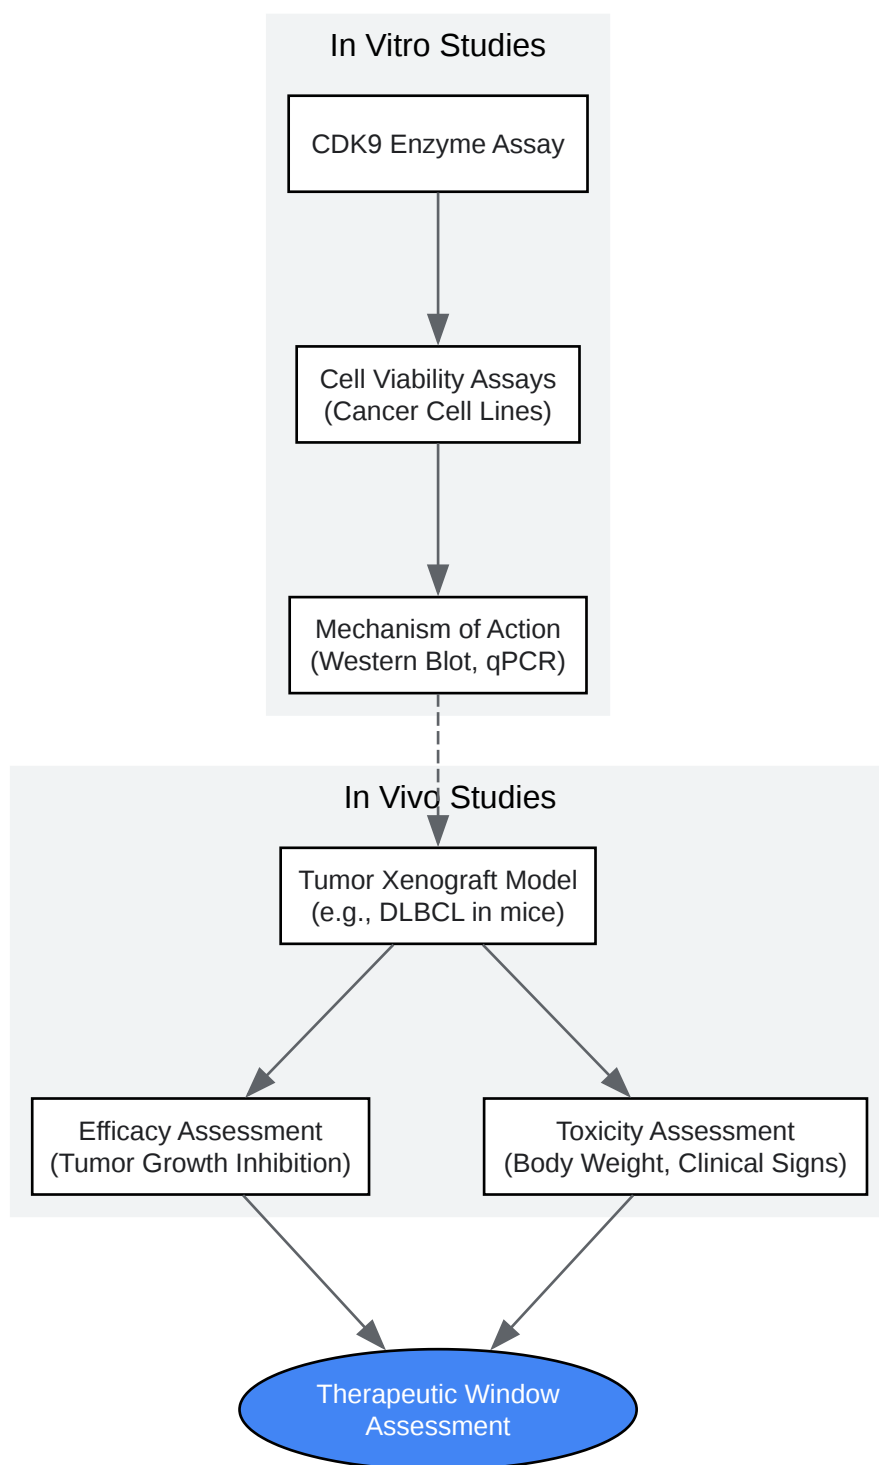 In Vitro Studies
CDK9 Enzyme Assay
Cell Viability Assays
(Cancer Cell Lines)
Mechanism of Action
(Western Blot, qPCR)
In Vivo Studies
Tumor Xenograft Model
(e.g., DLBCL in mice)
Efficacy Assessment
(Tumor Growth Inhibition)
Toxicity Assessment
(Body Weight, Clinical Signs)
Therapeutic Window
Assessment